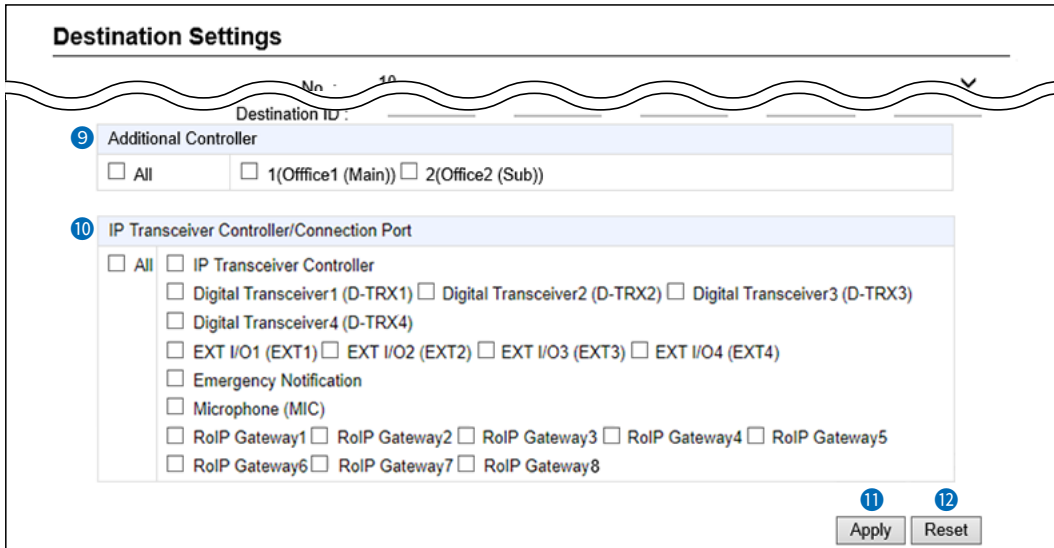 Destination Settings
No. : 10
Destination ID :
9 Additional Controller
All 1(Offfice1 (Main)) 2(Office2 (Sub))
10 IP Transceiver Controller/Connection Port
All IP Transceiver Controller
Digital Transceiver1 (D-TRX1) Digital Transceiver2 (D-TRX2) Digital Transceiver3 (D-TRX3)
Digital Transceiver4 (D-TRX4)
EXT I/O1 (EXT1) EXT I/O2 (EXT2) EXT I/O3 (EXT3) EXT I/O4 (EXT4)
Emergency Notification
Microphone (MIC)
RoIP Gateway1 RoIP Gateway2 RoIP Gateway3 RoIP Gateway4 RoIP Gateway5
RoIP Gateway6 RoIP Gateway7 RoIP Gateway8
11 12
Apply Reset